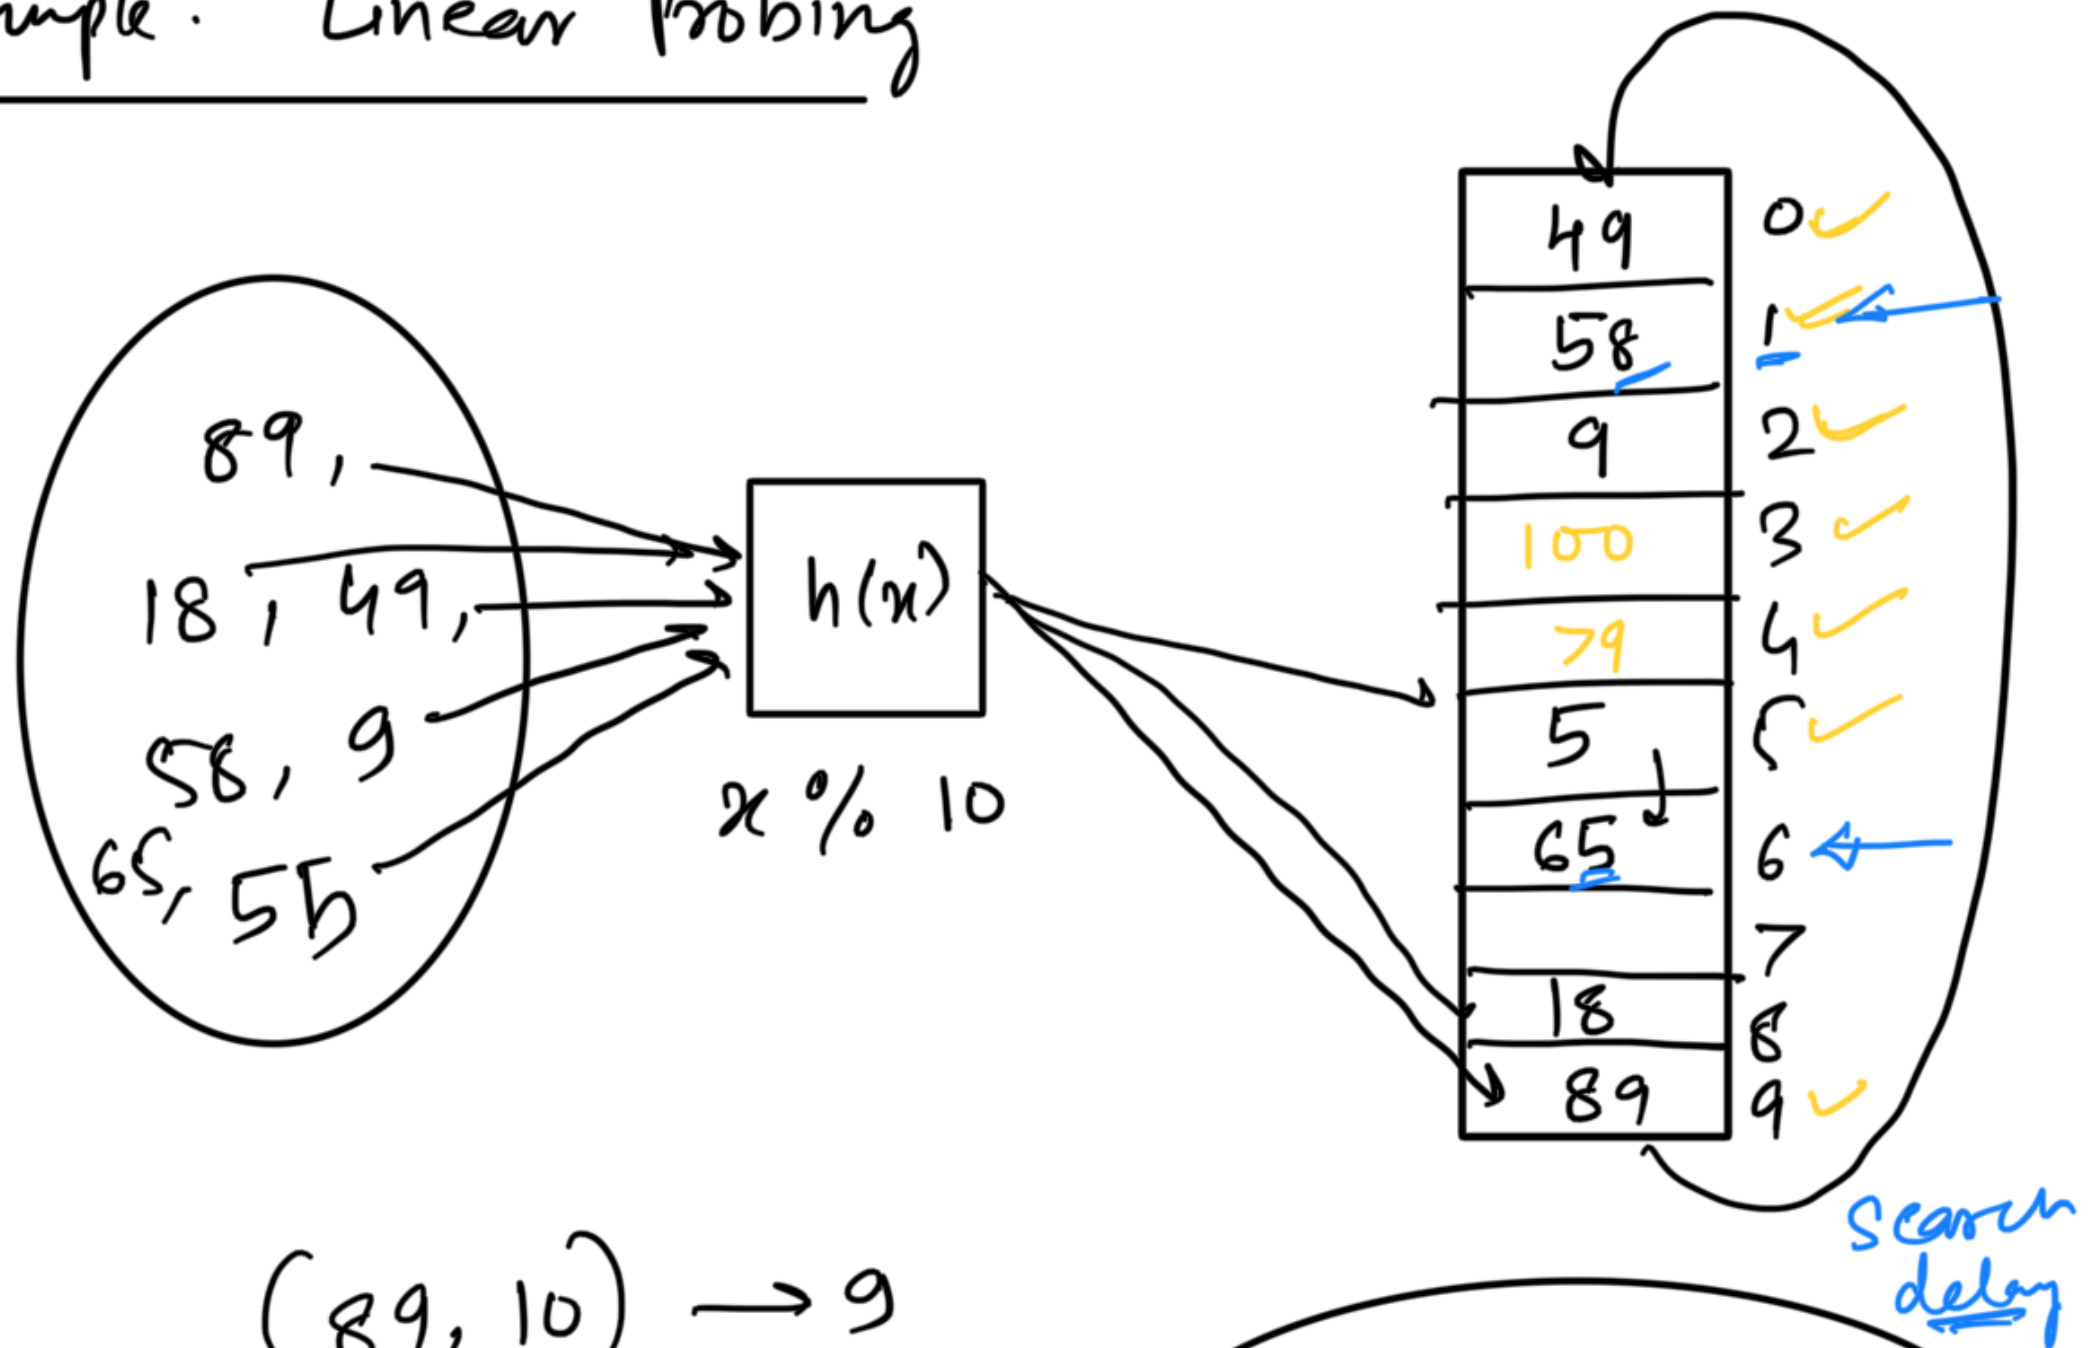 Linear Probing
89,
18, 49,
58, 9
65, 55
h(x)
x % 10
49 0
58 1
9 2
100 3
79 4
5 5
65 6
7
18 8
89 9
(89, 10) → 9
search
delay